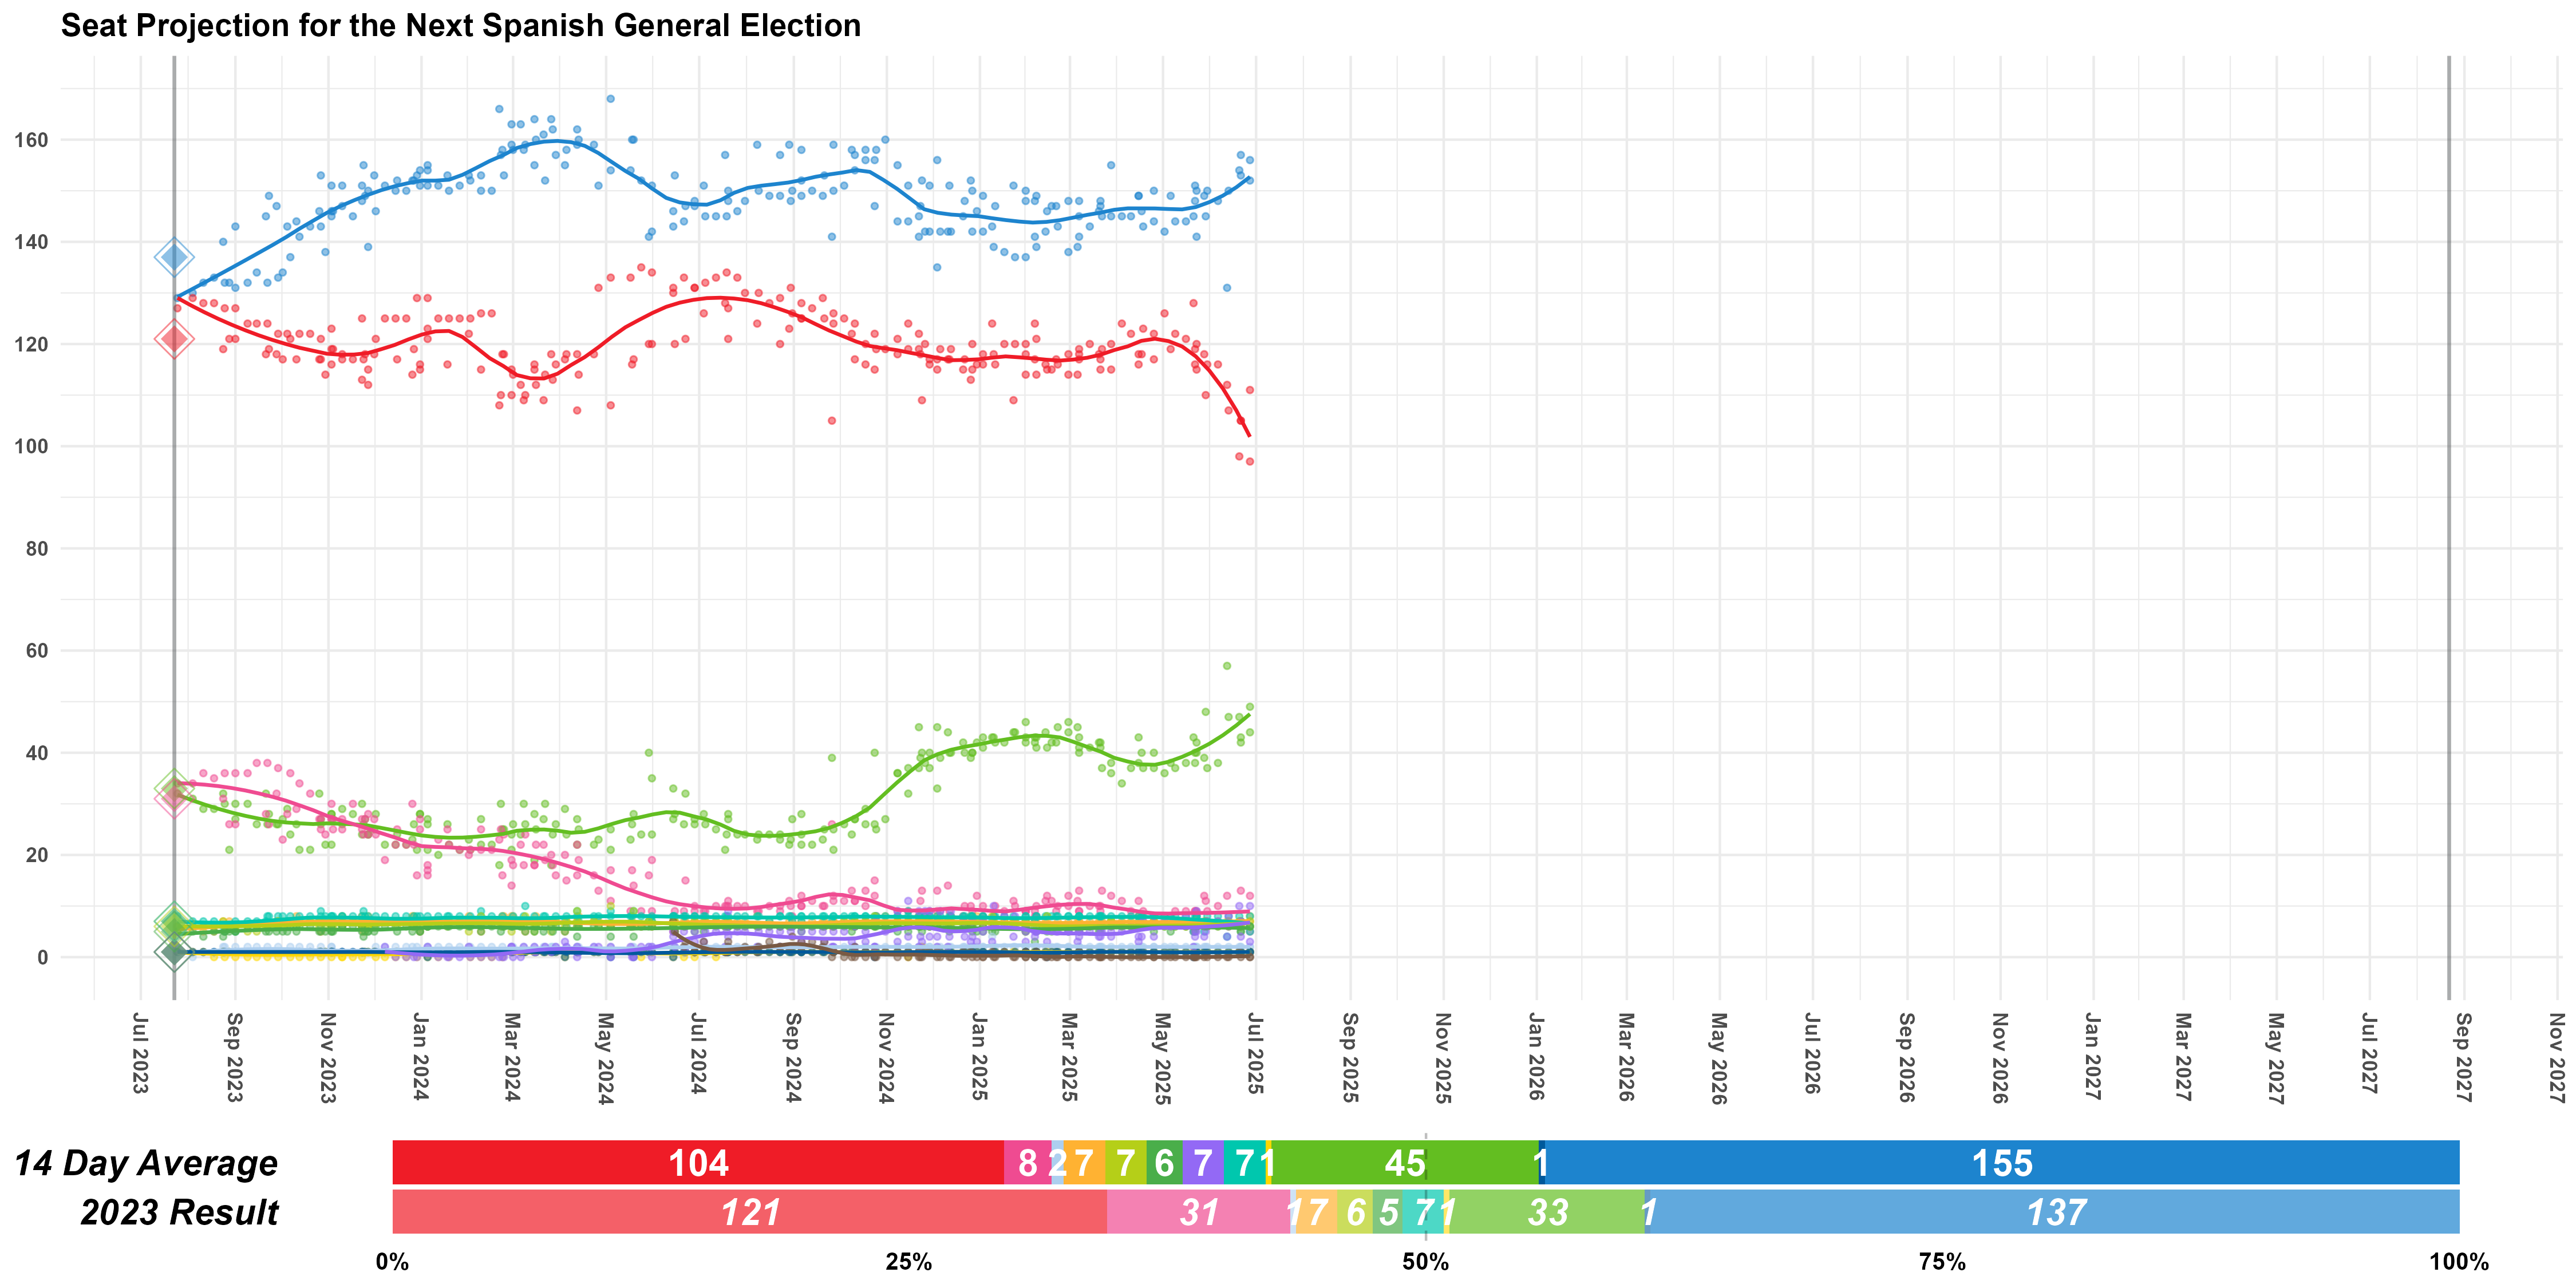 Seat Projection for the Next Spanish General Election
160
140
120
100
80
60
40
20
0
Jul 2023 Sep 2023 Nov 2023 Jan 2024 Mar 2024 May 2024 Jul 2024 Sep 2024 Nov 2024 Jan 2025 Mar 2025 May 2025 Jul 2025 Sep 2025 Nov 2025 Jan 2026 Mar 2026 May 2026 Jul 2026 Sep 2026 Nov 2026 Jan 2027 Mar 2027 May 2027 Jul 2027 Sep 2027 Nov 2027
14 Day Average 104 8 2 7 7 6 7 7 1 45 1 155
2023 Result 121 31 1 7 6 5 7 1 33 1 137
0% 25% 50% 75% 100%